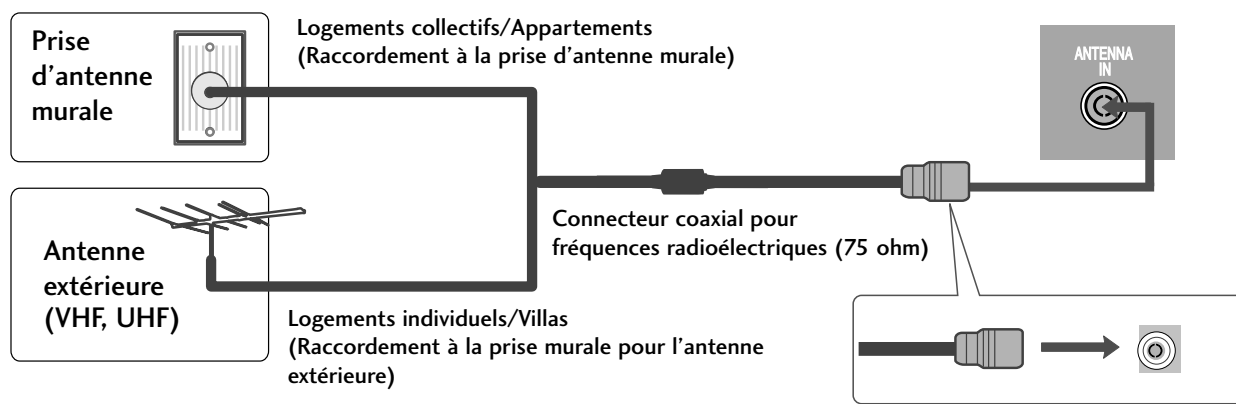 Prise
d'antenne
murale
Logements collectifs/Appartements
(Raccordement à la prise d'antenne murale)
ANTENNA
IN
Antenne
extérieure
(VHF, UHF)
Connecteur coaxial pour
fréquences radioélectriques (75 ohm)
Logements individuels/Villas
(Raccordement à la prise murale pour l'antenne
extérieure)